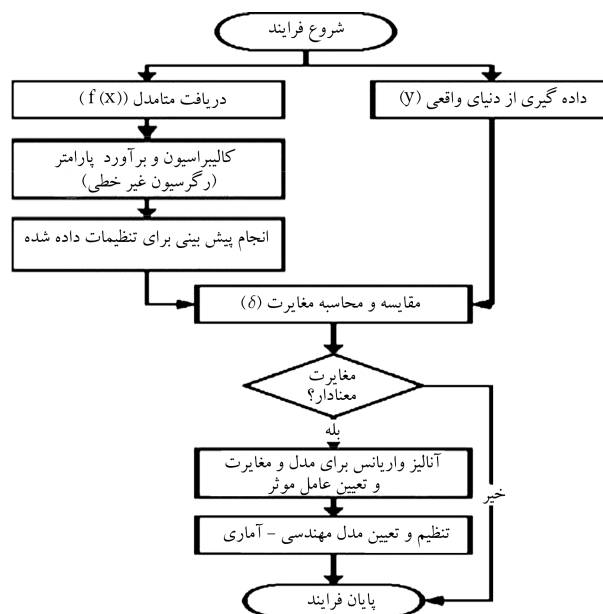 شروع فرایند
دریافت متامدل ((f (x)
داده گیری از دنیای واقعی (y)
کالیبراسیون و برآورد پارامتر
(رگرسیون غیر خطی)
انجام پیش بینی برای تنظیمات داده شده
مقایسه و محاسبه مغایرت (δ)
مغایرت
معنادار؟
بله
خیر
آنالیز واریانس برای مدل و مغایرت
و تعیین عامل موثر
تنظیم و تعیین مدل مهندسی - آماری
پایان فرایند